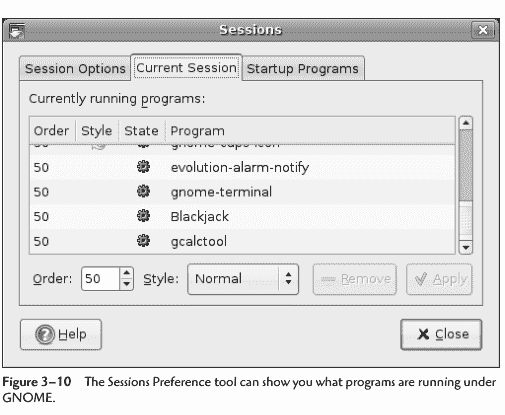 Sessions
Session Options Current Session Startup Programs
Currently running programs:
Order Style State Program
50 evolution-alarm-notify
50 gnome-terminal
50 Blackjack
50 gcalctool
Order: 50 Style: Normal Remove Apply
Help Close
Figure 3–10 The Sessions Preference tool can show you what programs are running under
GNOME.